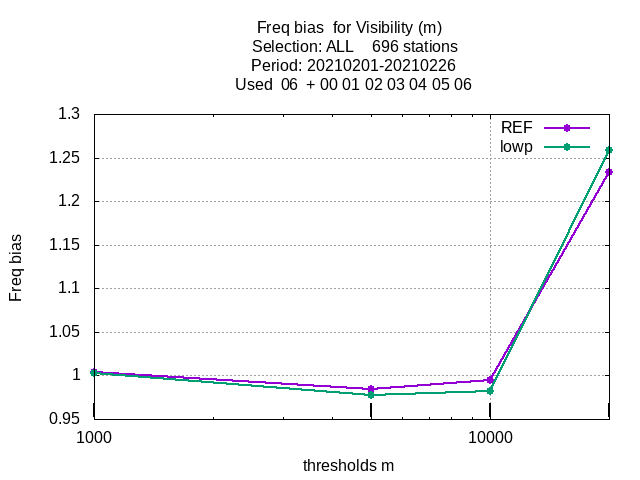 Freq bias  for Visibility (m)
Selection: ALL    696 stations
Period: 20210201-20210226
Used  06  + 00 01 02 03 04 05 06
REF
lowp
1.3
1.25
1.2
1.15
1.1
1.05
1
0.95
Freq bias
1000
10000
thresholds m